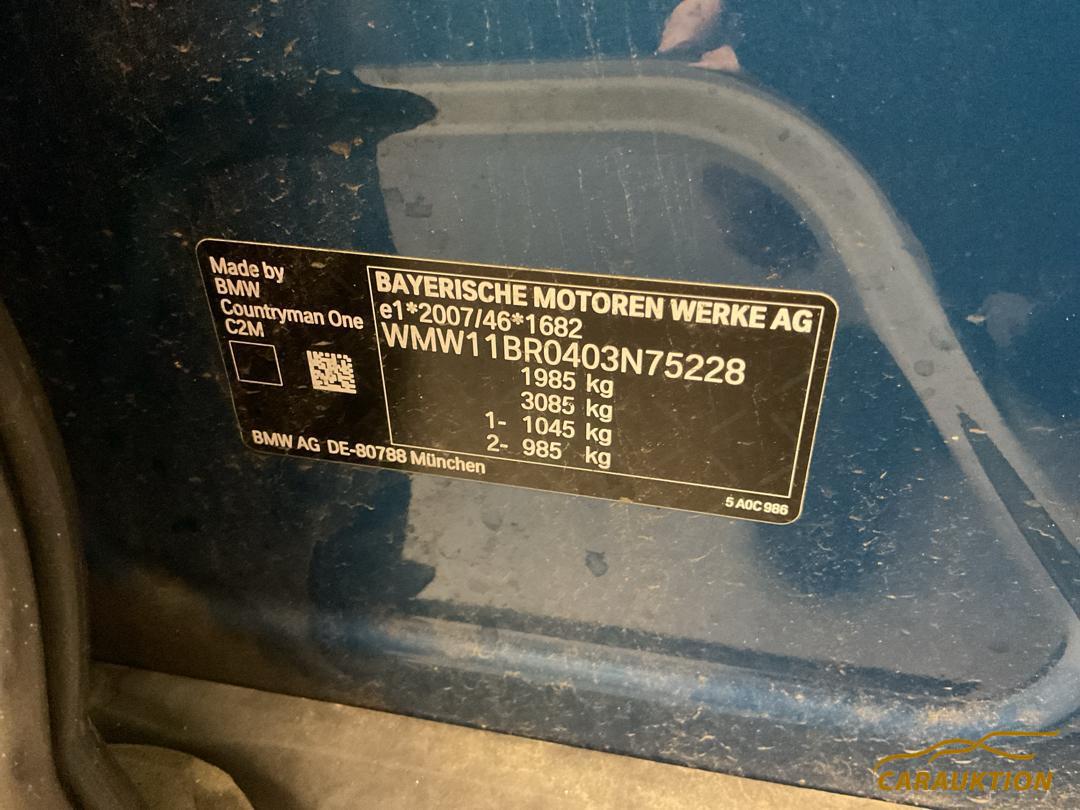 Made by
BMW
Countryman One
C2M
BAYERISCHE MOTOREN WERKE AG
e1*2007/46*1682
WMW11BR0403N75228
1985 kg
3085 kg
1- 1045 kg
2- 985 kg
BMW AG DE-80788 München
5 A0C 986
CARAUKTION